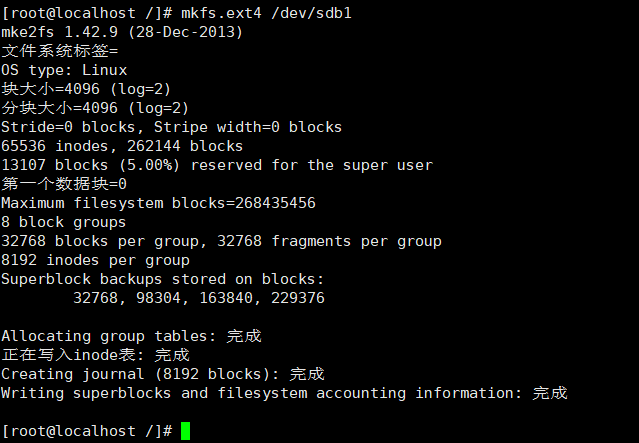 [root@localhost /]# mkfs.ext4 /dev/sdb1
mke2fs 1.42.9 (28-Dec-2013)
文件系统标签=
OS type: Linux
块大小=4096 (log=2)
分块大小=4096 (log=2)
Stride=0 blocks, Stripe width=0 blocks
65536 inodes, 262144 blocks
13107 blocks (5.00%) reserved for the super user
第一个数据块=0
Maximum filesystem blocks=268435456
8 block groups
32768 blocks per group, 32768 fragments per group
8192 inodes per group
Superblock backups stored on blocks:
        32768, 98304, 163840, 229376

Allocating group tables: 完成
正在写入inode表: 完成
Creating journal (8192 blocks): 完成
Writing superblocks and filesystem accounting information: 完成

[root@localhost /]#